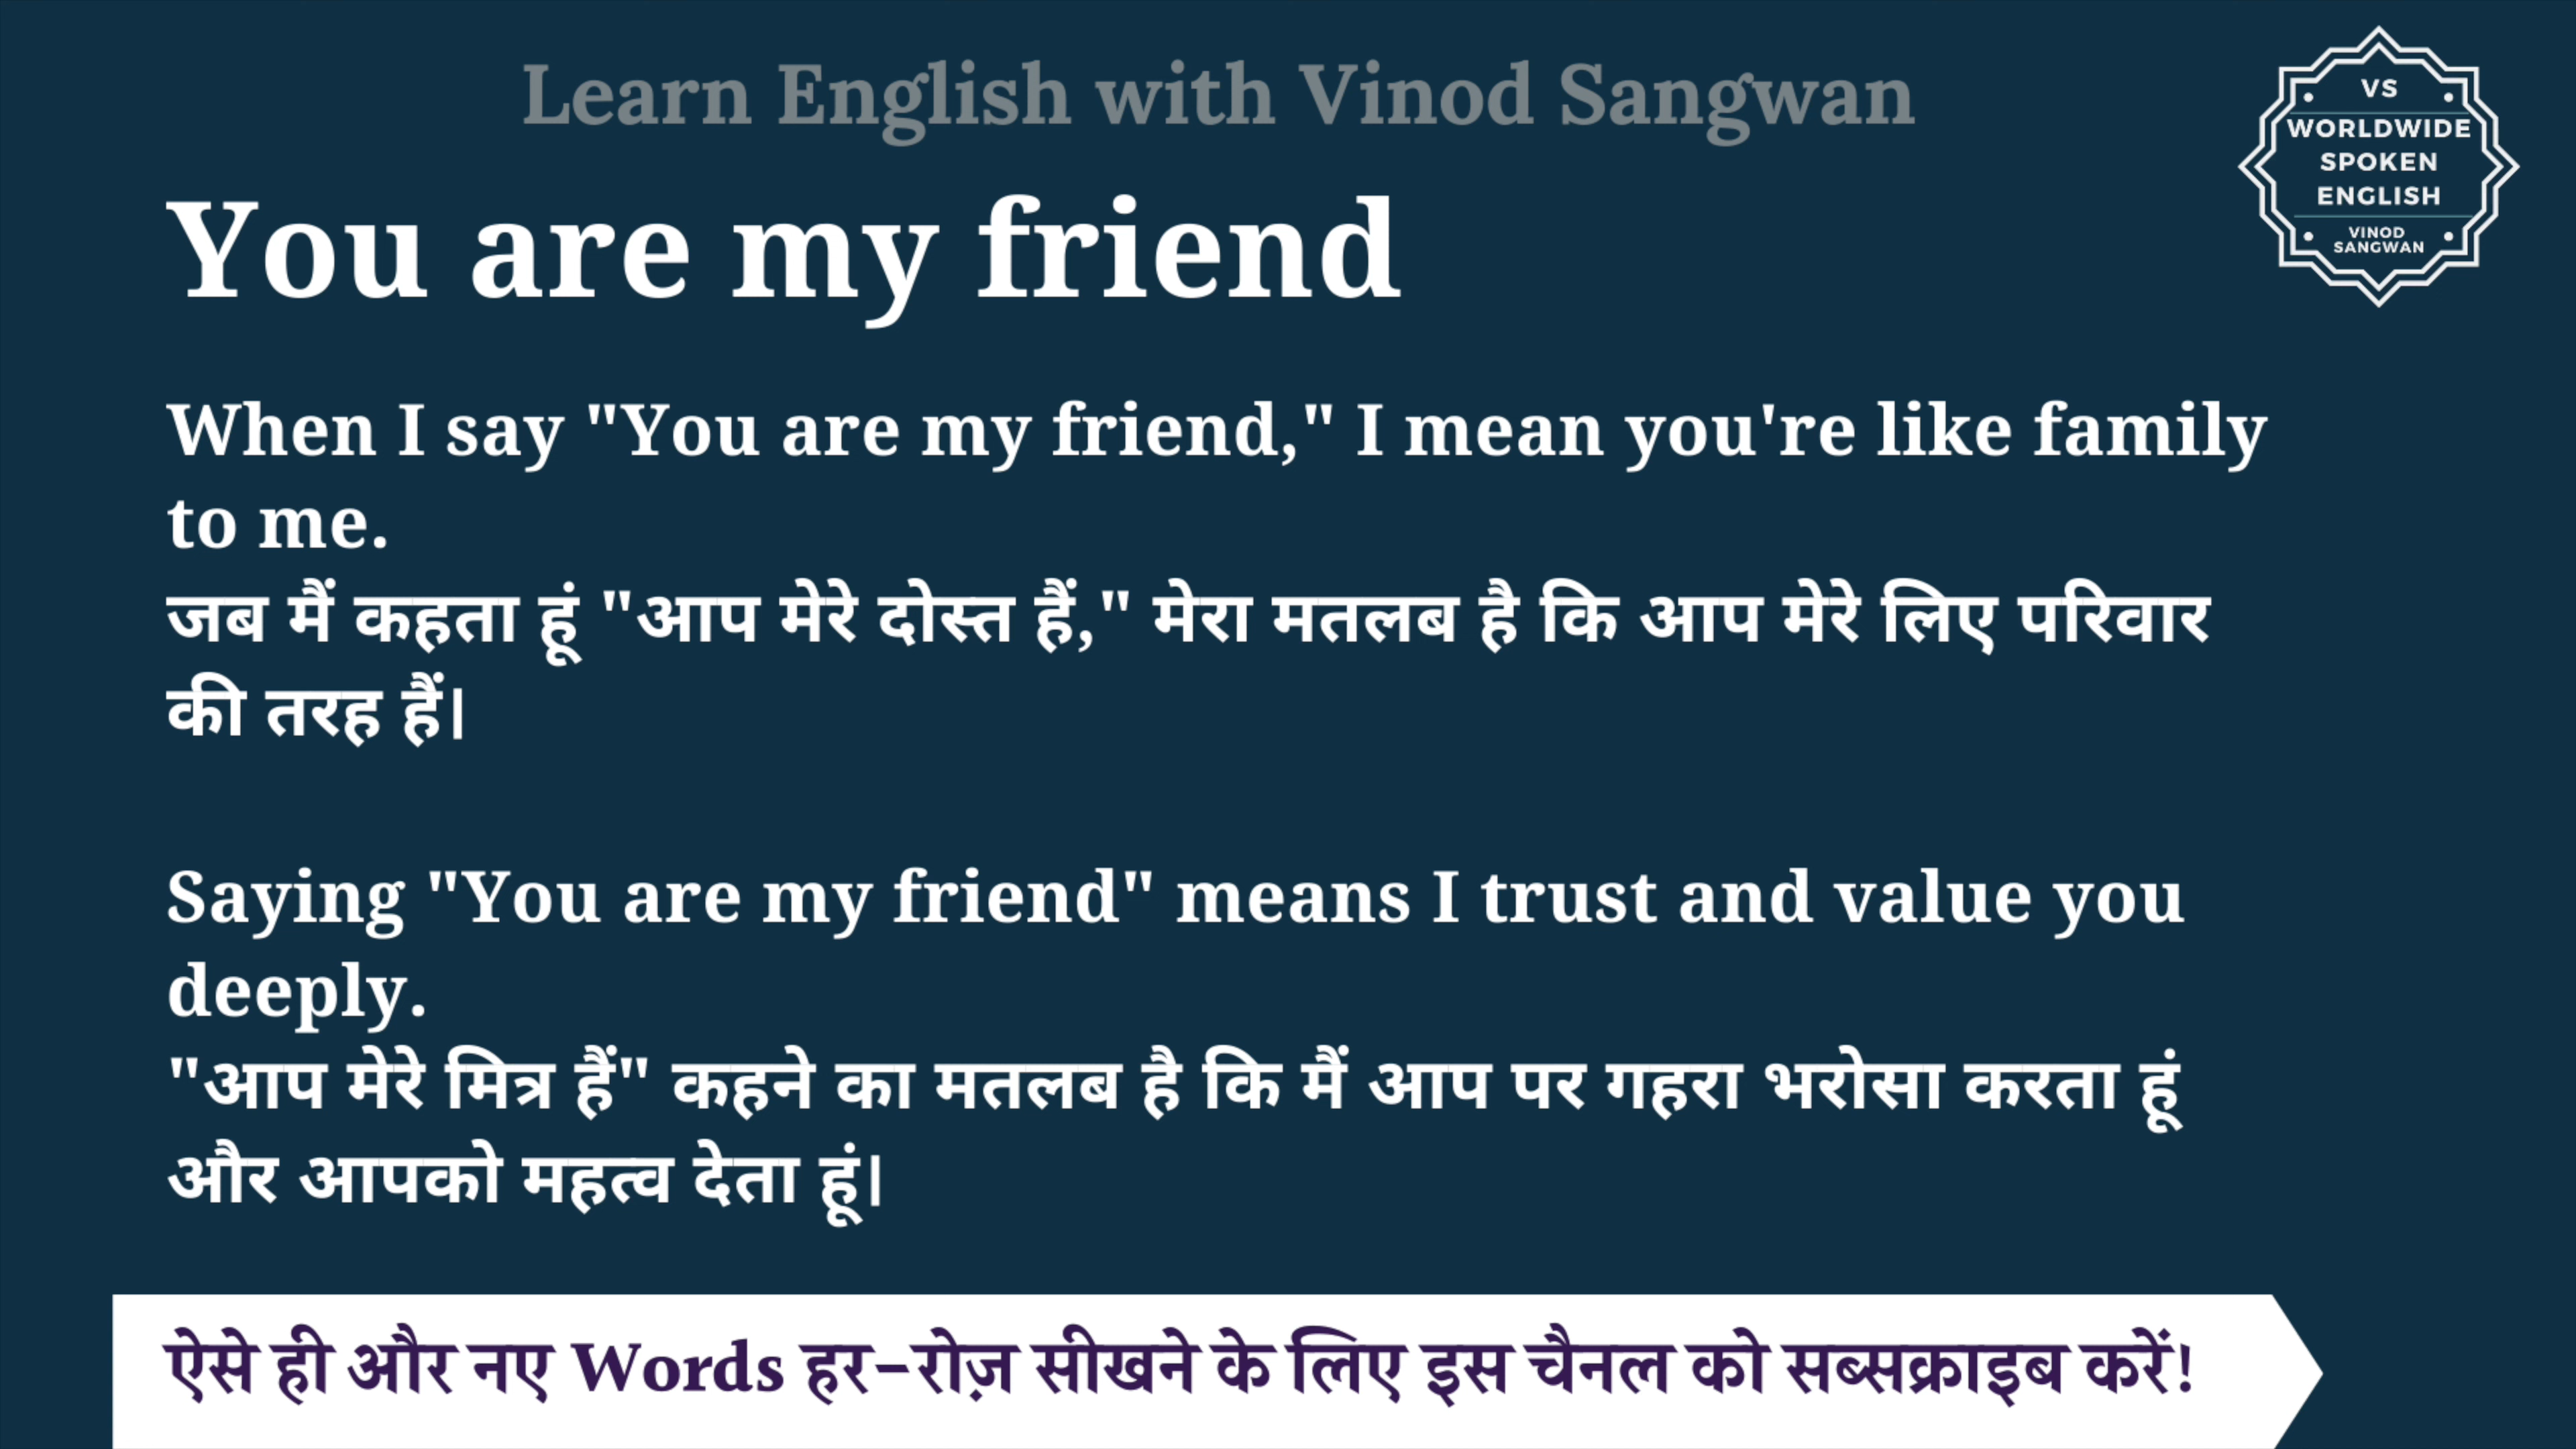 Learn English with Vinod Sangwan
VS
WORLDWIDE
SPOKEN
ENGLISH
VINOD
SANGWAN
You are my friend
When I say "You are my friend," I mean you're like family
to me.
जब मैं कहता हूं "आप मेरे दोस्त हैं," मेरा मतलब है कि आप मेरे लिए परिवार
की तरह हैं।
Saying "You are my friend" means I trust and value you
deeply.
"आप मेरे मित्र हैं" कहने का मतलब है कि मैं आप पर गहरा भरोसा करता हूं
और आपको महत्व देता हूं।
ऐसे ही और नए Words हर-रोज़ सीखने के लिए इस चैनल को सब्सक्राइब करें!